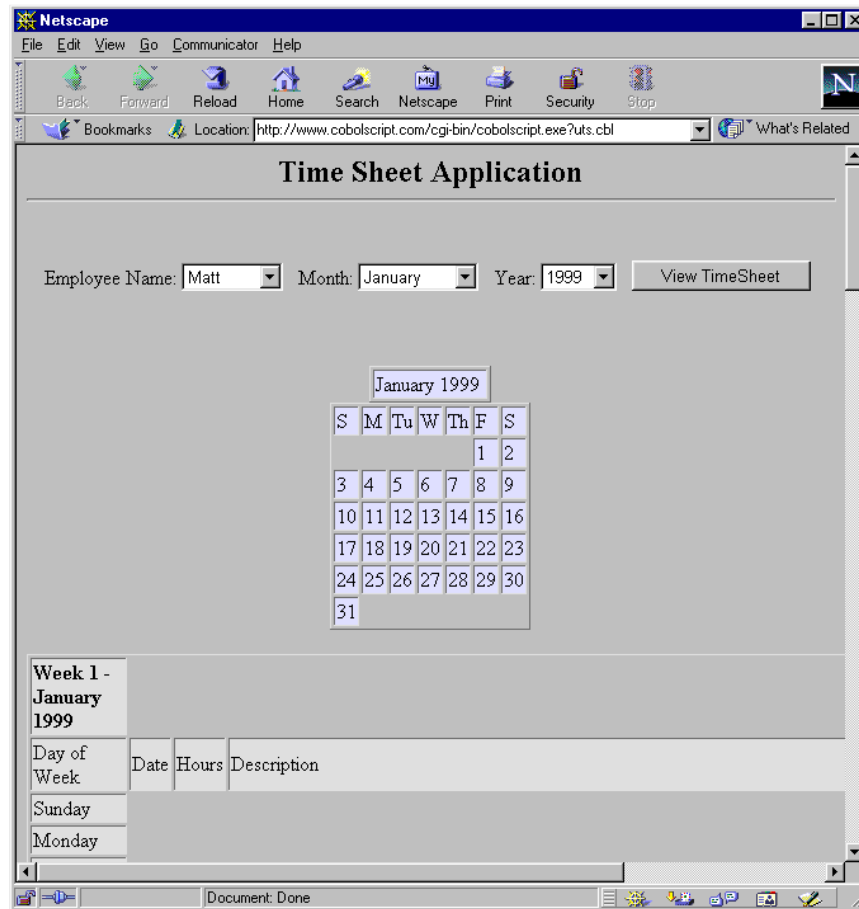 Netscape
File Edit View Go Communicator Help
Back Forward Reload Home Search Netscape Print Security Stop
My
N
Bookmarks Location: http://www.cobolscript.com/cgi-bin/cobolscript.exe?uts.cbl What's Related
Time Sheet Application
Employee Name: Matt Month: January Year: 1999 View TimeSheet
January 1999
S M Tu W Th F S
1 2
3 4 5 6 7 8 9
10 11 12 13 14 15 16
17 18 19 20 21 22 23
24 25 26 27 28 29 30
31
Week 1 -
January
1999
Day of
Week
Date Hours Description
Sunday
Monday
Document: Done